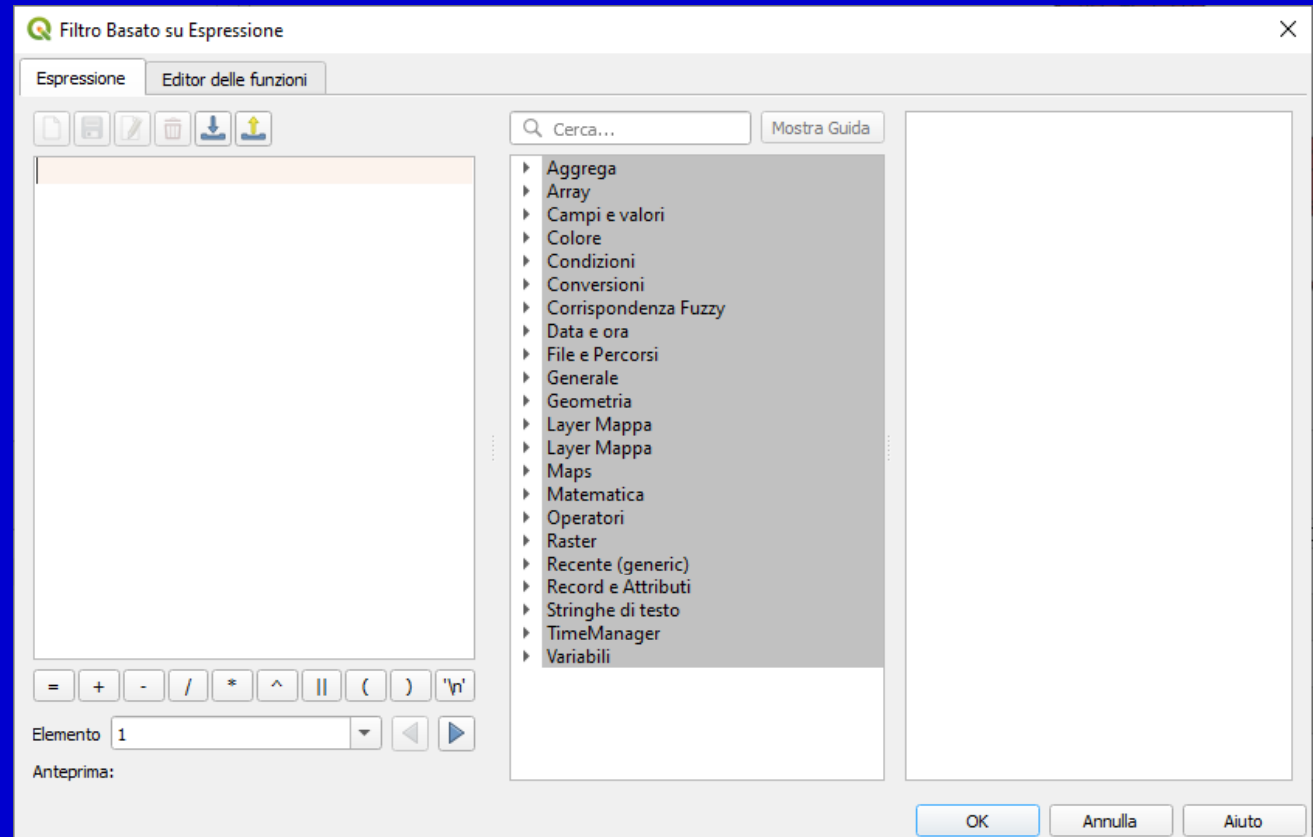 Filtro Basato su Espressione
Espressione
Editor delle funzioni
Cerca...
Mostra Guida
Aggrega
Array
Campi e valori
Colore
Condizioni
Conversioni
Corrispondenza Fuzzy
Data e ora
File e Percorsi
Generale
Geometria
Layer Mappa
Layer Mappa
Maps
Matematica
Operatori
Raster
Recente (generic)
Record e Attributi
Stringhe di testo
TimeManager
Variabili
= + - / * ^ || ( ) '\n'
Elemento 1
Anteprima:
OK Annulla Aiuto